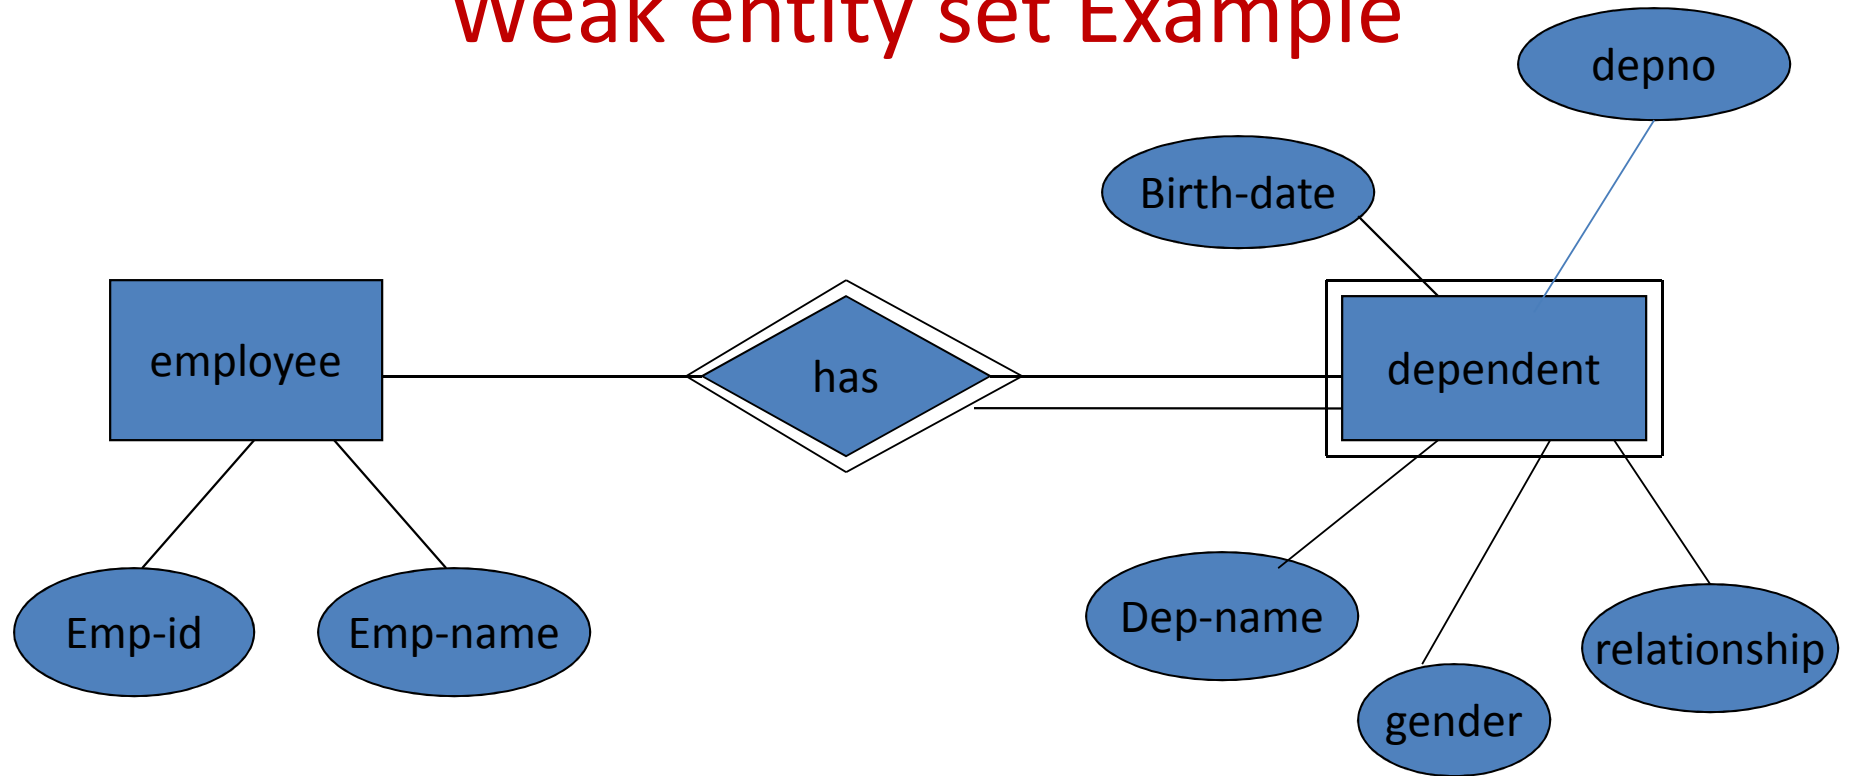 Weak entity set Example
depno
Birth-date
employee
has
dependent
Emp-id
Emp-name
Dep-name
relationship
gender